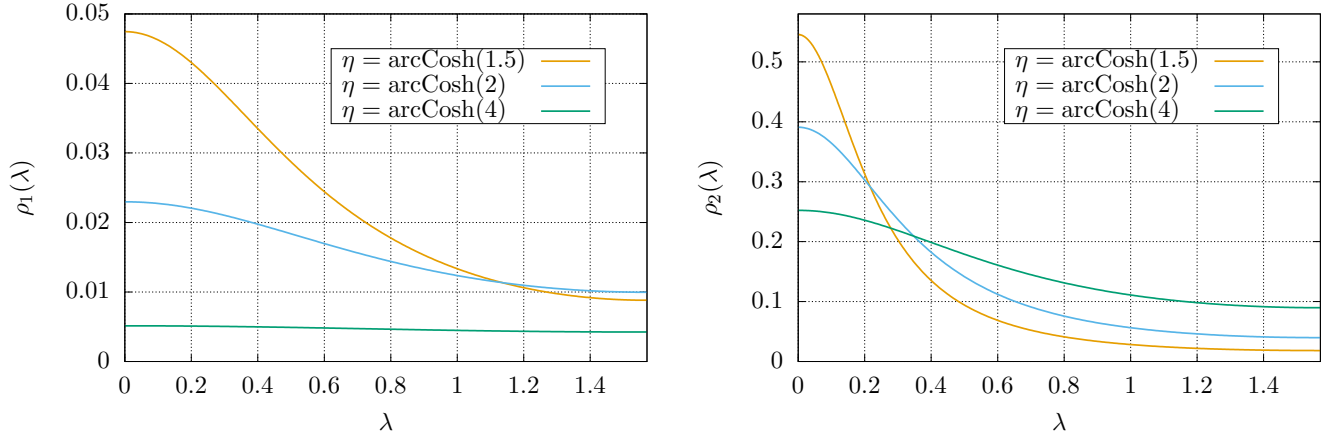 0.05
0.04
0.03
0.02
0.01
0
ρ₁(λ)
η = arcCosh(1.5)
η = arcCosh(2)
η = arcCosh(4)
0 0.2 0.4 0.6 0.8 1 1.2 1.4
λ
0.5
0.4
0.3
0.2
0.1
0
ρ₂(λ)
η = arcCosh(1.5)
η = arcCosh(2)
η = arcCosh(4)
0 0.2 0.4 0.6 0.8 1 1.2 1.4
λ